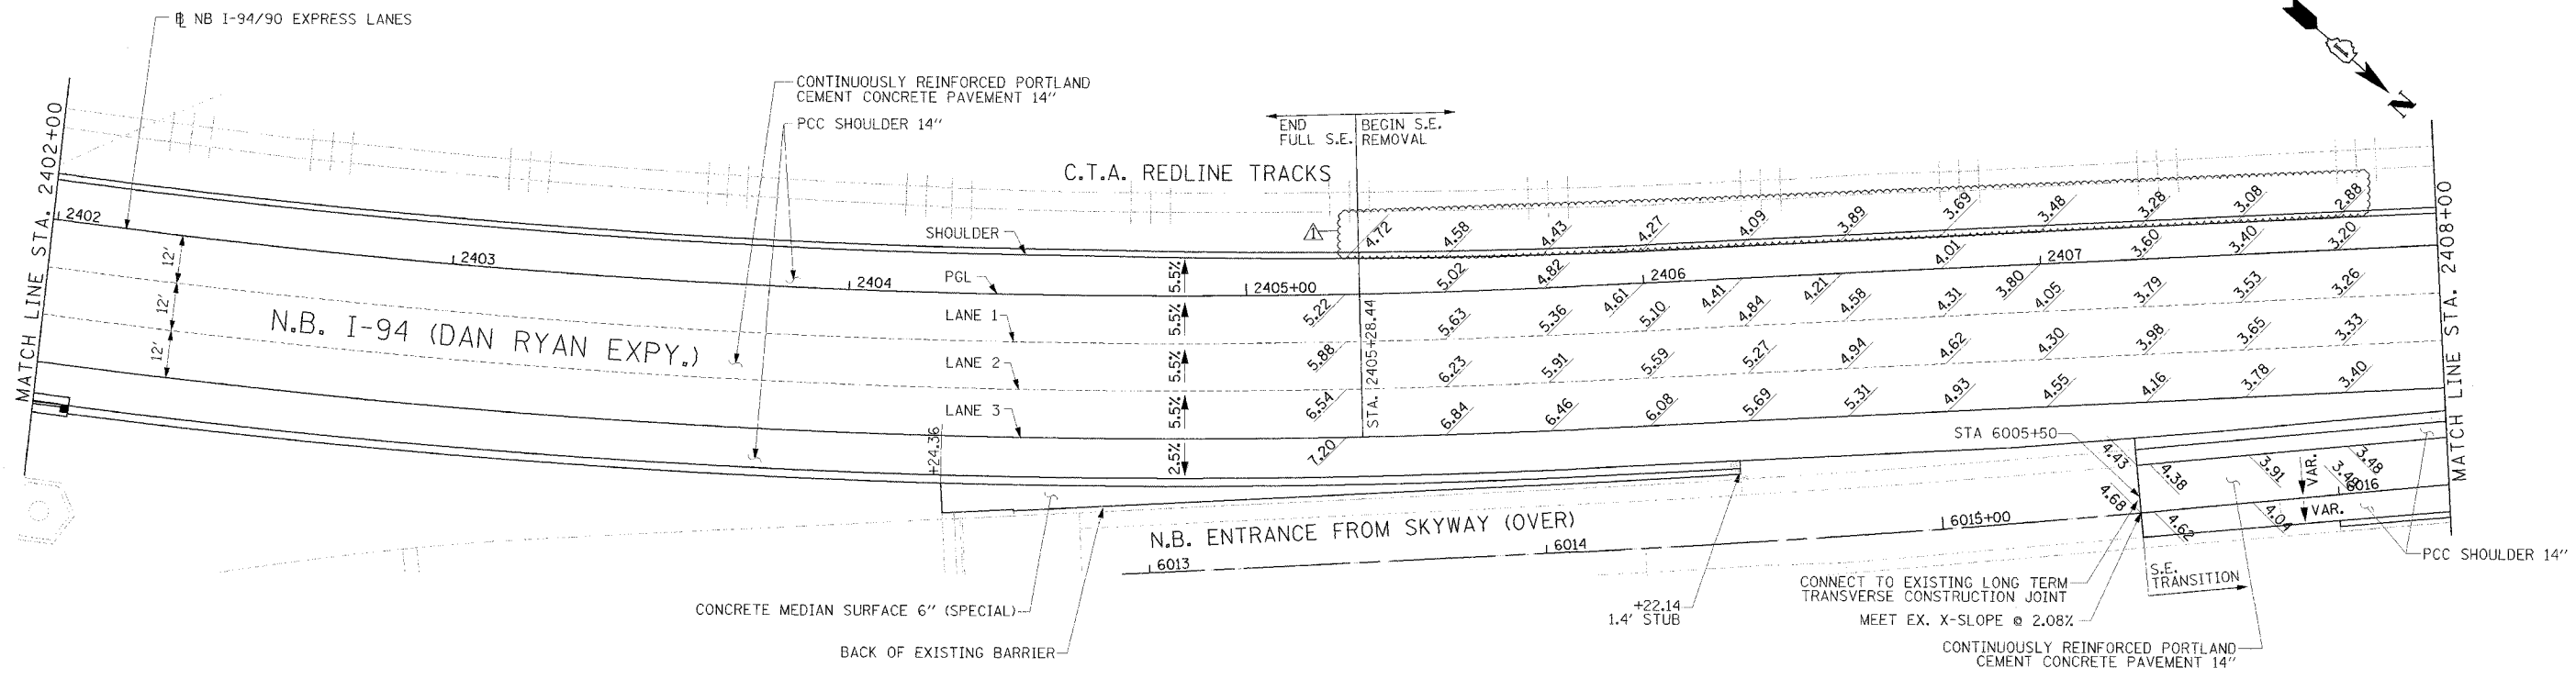 ℄ NB I-94/90 EXPRESS LANES
CONTINUOUSLY REINFORCED PORTLAND
CEMENT CONCRETE PAVEMENT 14"
PCC SHOULDER 14"
END
FULL S.E.
BEGIN S.E.
REMOVAL
N
C.T.A. REDLINE TRACKS
MATCH LINE STA. 2402+00
MATCH LINE STA. 2408+00
2402
2403
2404
2405+00
2406
2407
12'
12'
12'
N.B. I-94 (DAN RYAN EXPY.)
SHOULDER
PGL
LANE 1
LANE 2
LANE 3
5.5%
5.5%
5.5%
5.5%
2.5%
+24.36
STA. 2405+28.44
1
4.72 4.58 4.43 4.27 4.09 3.89 3.69 3.48 3.28 3.08 2.88
5.22 5.02 4.82 4.61 4.41 4.21 4.01 3.80 3.60 3.40 3.20
5.88 5.63 5.36 5.10 4.84 4.58 4.31 4.05 3.79 3.53 3.26
6.54 6.23 5.91 5.59 5.27 4.94 4.62 4.30 3.98 3.65 3.33
7.20 6.84 6.46 6.08 5.69 5.31 4.93 4.55 4.16 3.78 3.40
STA 6005+50
4.43 4.38 3.91 3.48 3.48
4.68 4.62 4.04
VAR.
VAR.
6013
6014
6015+00
6016
N.B. ENTRANCE FROM SKYWAY (OVER)
PCC SHOULDER 14"
S.E.
TRANSITION
CONCRETE MEDIAN SURFACE 6" (SPECIAL)
BACK OF EXISTING BARRIER
+22.14
1.4' STUB
CONNECT TO EXISTING LONG TERM
TRANSVERSE CONSTRUCTION JOINT
MEET EX. X-SLOPE @ 2.08%
CONTINUOUSLY REINFORCED PORTLAND
CEMENT CONCRETE PAVEMENT 14"